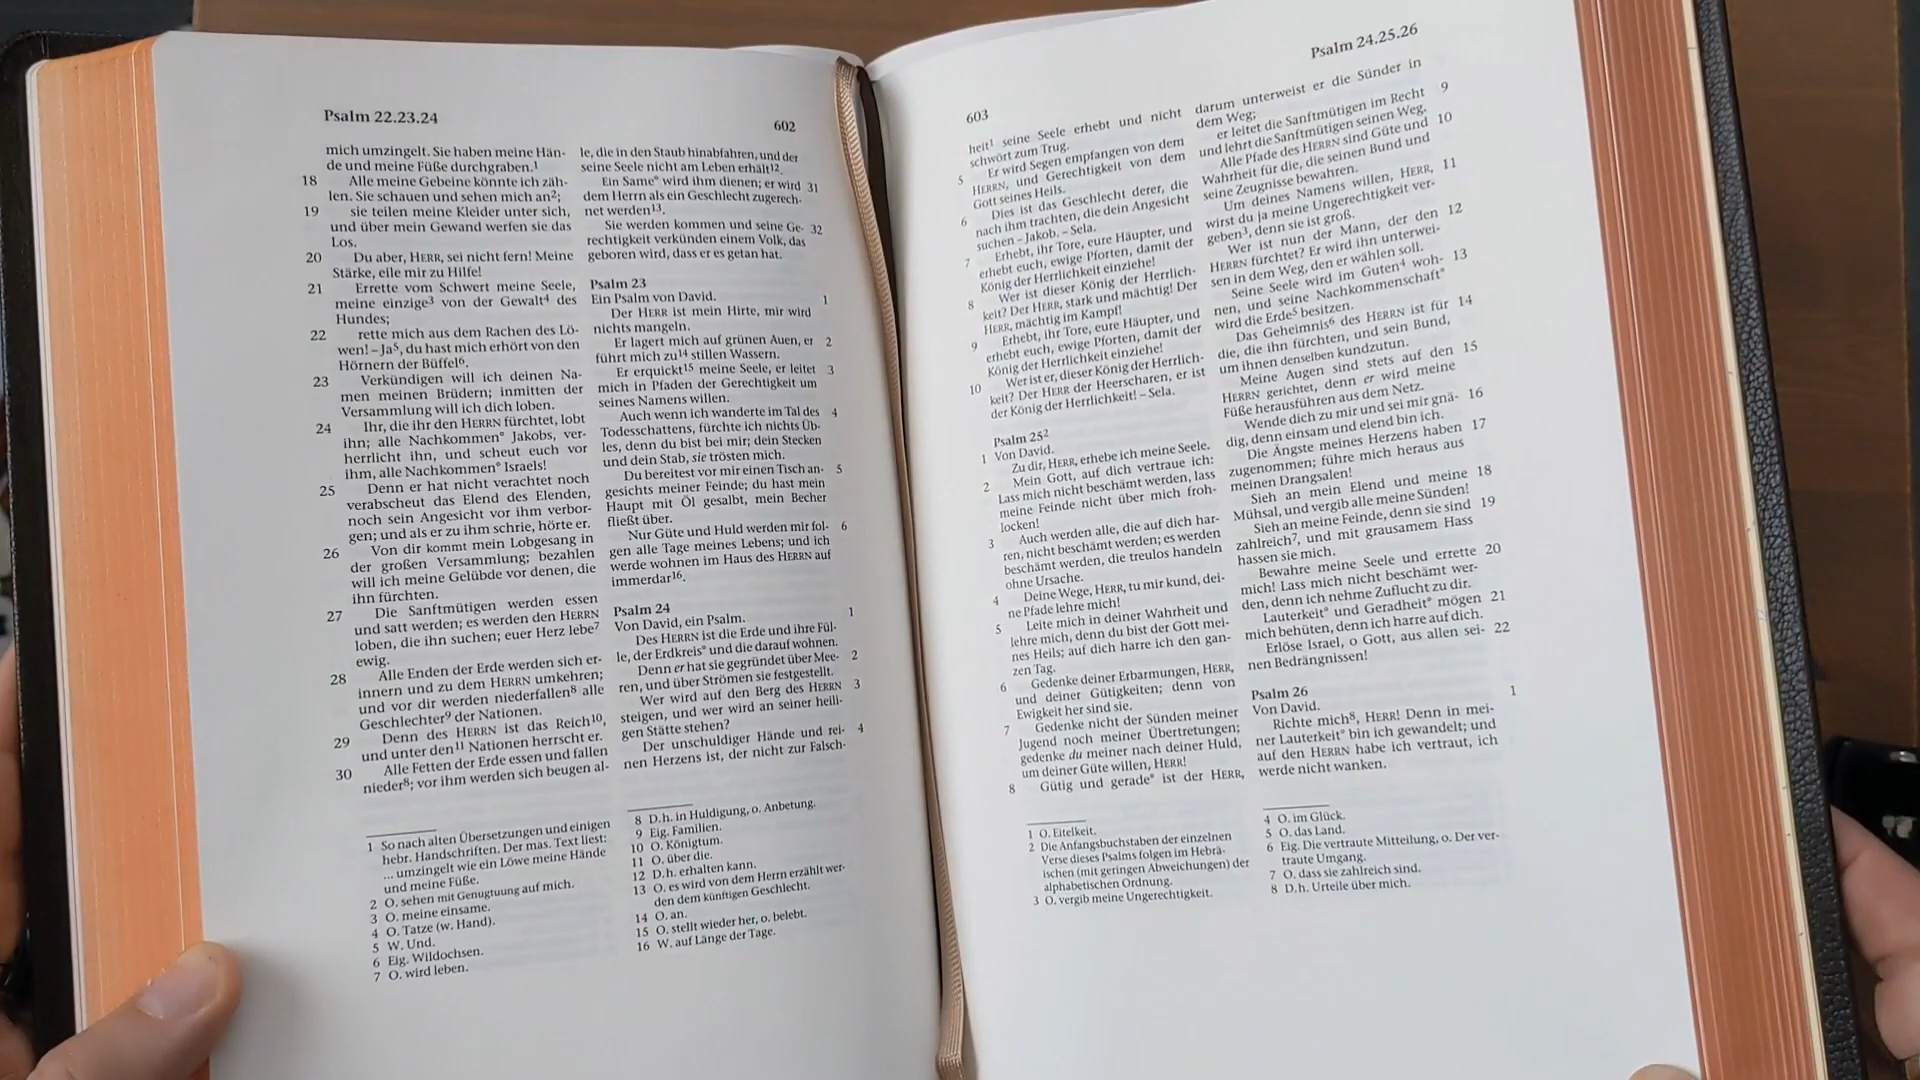 Psalm 22.23.24
602
mich umzingelt. Sie haben meine Hän-
de und meine Füße durchgraben.¹
18 Alle meine Gebeine könnte ich zäh-
len. Sie schauen und sehen mich an²;
19 sie teilen meine Kleider unter sich,
und über mein Gewand werfen sie das
Los.
20 Du aber, HERR, sei nicht fern! Meine
Stärke, eile mir zu Hilfe!
21 Errette vom Schwert meine Seele,
meine einzige³ von der Gewalt⁴ des
Hundes;
22 rette mich aus dem Rachen des Lö-
wen! – Ja⁵, du hast mich erhört von den
Hörnern der Büffel⁶.
23 Verkündigen will ich deinen Na-
men meinen Brüdern; inmitten der
Versammlung will ich dich loben.
24 Ihr, die ihr den HERRN fürchtet, lobt
ihn; alle Nachkommen° Jakobs, ver-
herrlicht ihn, und scheut euch vor
ihm, alle Nachkommen° Israels!
25 Denn er hat nicht verachtet noch
verabscheut das Elend des Elenden,
noch sein Angesicht vor ihm verbor-
gen; und als er zu ihm schrie, hörte er.
26 Von dir kommt mein Lobgesang in
der großen Versammlung; bezahlen
will ich meine Gelübde vor denen, die
ihn fürchten.
27 Die Sanftmütigen werden essen
und satt werden; es werden den HERRN
loben, die ihn suchen; euer Herz lebe⁷
ewig.
28 Alle Enden der Erde werden sich er-
innern und zu dem HERRN umkehren;
und vor dir werden niederfallen⁸ alle
Geschlechter⁹ der Nationen.
29 Denn des HERRN ist das Reich¹⁰,
und unter den¹¹ Nationen herrscht er.
30 Alle Fetten der Erde essen und fallen
nieder⁸; vor ihm werden sich beugen al-
le, die in den Staub hinabfahren, und der
seine Seele nicht am Leben erhält¹².
Ein Same° wird ihm dienen; er wird 31
dem Herrn als ein Geschlecht zugerech-
net werden¹³.
Sie werden kommen und seine Ge- 32
rechtigkeit verkünden einem Volk, das
geboren wird, dass er es getan hat.
Psalm 23
Ein Psalm von David. 1
Der HERR ist mein Hirte, mir wird
nichts mangeln.
Er lagert mich auf grünen Auen, er 2
führt mich zu¹⁴ stillen Wassern.
Er erquickt¹⁵ meine Seele, er leitet 3
mich in Pfaden der Gerechtigkeit um
seines Namens willen.
Auch wenn ich wanderte im Tal des 4
Todesschattens, fürchte ich nichts Üb-
les, denn du bist bei mir; dein Stecken
und dein Stab, sie trösten mich.
Du bereitest vor mir einen Tisch an- 5
gesichts meiner Feinde; du hast mein
Haupt mit Öl gesalbt, mein Becher
fließt über.
Nur Güte und Huld werden mir fol- 6
gen alle Tage meines Lebens; und ich
werde wohnen im Haus des HERRN auf
immerdar¹⁶.
Psalm 24
Von David, ein Psalm. 1
Des HERRN ist die Erde und ihre Fül-
le, der Erdkreis° und die darauf wohnen.
Denn er hat sie gegründet über Mee- 2
ren, und über Strömen sie festgestellt.
Wer wird auf den Berg des HERRN 3
steigen, und wer wird an seiner heili-
gen Stätte stehen?
Der unschuldiger Hände und rei- 4
nen Herzens ist, der nicht zur Falsch-
1 So nach alten Übersetzungen und einigen
hebr. Handschriften. Der mas. Text liest:
... umzingelt wie ein Löwe meine Hände
und meine Füße.
2 O. sehen mit Genugtuung auf mich.
3 O. meine einsame.
4 O. Tatze (w. Hand).
5 W. Und.
6 Eig. Wildochsen.
7 O. wird leben.
8 D.h. in Huldigung, o. Anbetung.
9 Eig. Familien.
10 O. Königtum.
11 O. über die.
12 D.h. erhalten kann.
13 O. es wird von dem Herrn erzählt wer-
den dem künftigen Geschlecht.
14 O. an.
15 O. stellt wieder her, o. belebt.
16 W. auf Länge der Tage.
603
Psalm 24.25.26
heit¹ seine Seele erhebt und nicht
schwört zum Trug.
5 Er wird Segen empfangen von dem
HERRN, und Gerechtigkeit von dem
Gott seines Heils.
6 Dies ist das Geschlecht derer, die
nach ihm trachten, die dein Angesicht
suchen – Jakob. – Sela.
7 Erhebt, ihr Tore, eure Häupter, und
erhebt euch, ewige Pforten, damit der
König der Herrlichkeit einziehe!
8 Wer ist dieser König der Herrlich-
keit? Der HERR, stark und mächtig! Der
HERR, mächtig im Kampf!
9 Erhebt, ihr Tore, eure Häupter, und
erhebt euch, ewige Pforten, damit der
König der Herrlichkeit einziehe!
10 Wer ist er, dieser König der Herrlich-
keit? Der HERR der Heerscharen, er ist
der König der Herrlichkeit! – Sela.
Psalm 25²
1 Von David.
Zu dir, HERR, erhebe ich meine Seele.
2 Mein Gott, auf dich vertraue ich:
Lass mich nicht beschämt werden, lass
meine Feinde nicht über mich froh-
locken!
3 Auch werden alle, die auf dich har-
ren, nicht beschämt werden; es werden
beschämt werden, die treulos handeln
ohne Ursache.
4 Deine Wege, HERR, tu mir kund, dei-
ne Pfade lehre mich!
5 Leite mich in deiner Wahrheit und
lehre mich, denn du bist der Gott mei-
nes Heils; auf dich harre ich den gan-
zen Tag.
6 Gedenke deiner Erbarmungen, HERR,
und deiner Gütigkeiten; denn von
Ewigkeit her sind sie.
7 Gedenke nicht der Sünden meiner
Jugend noch meiner Übertretungen;
gedenke du meiner nach deiner Huld,
um deiner Güte willen, HERR!
8 Gütig und gerade° ist der HERR,
darum unterweist er die Sünder in
dem Weg;
er leitet die Sanftmütigen im Recht 9
und lehrt die Sanftmütigen seinen Weg.
Alle Pfade des HERRN sind Güte und 10
Wahrheit für die, die seinen Bund und
seine Zeugnisse bewahren.
Um deines Namens willen, HERR, 11
wirst du ja meine Ungerechtigkeit ver-
geben³, denn sie ist groß.
Wer ist nun der Mann, der den 12
HERRN fürchtet? Er wird ihn unterwei-
sen in dem Weg, den er wählen soll.
Seine Seele wird im Guten⁴ woh- 13
nen, und seine Nachkommenschaft°
wird die Erde⁵ besitzen.
Das Geheimnis⁶ des HERRN ist für 14
die, die ihn fürchten, und sein Bund,
um ihnen denselben kundzutun.
Meine Augen sind stets auf den 15
HERRN gerichtet, denn er wird meine
Füße herausführen aus dem Netz.
Wende dich zu mir und sei mir gnä- 16
dig, denn einsam und elend bin ich.
Die Ängste meines Herzens haben 17
zugenommen; führe mich heraus aus
meinen Drangsalen!
Sieh an mein Elend und meine 18
Mühsal, und vergib alle meine Sünden!
Sieh an meine Feinde, denn sie sind 19
zahlreich⁷, und mit grausamem Hass
hassen sie mich.
Bewahre meine Seele und errette 20
mich! Lass mich nicht beschämt wer-
den, denn ich nehme Zuflucht zu dir.
Lauterkeit° und Geradheit° mögen 21
mich behüten, denn ich harre auf dich.
Erlöse Israel, o Gott, aus allen sei- 22
nen Bedrängnissen!
Psalm 26
Von David. 1
Richte mich⁸, HERR! Denn in mei-
ner Lauterkeit° bin ich gewandelt; und
auf den HERRN habe ich vertraut, ich
werde nicht wanken.
1 O. Eitelkeit.
2 Die Anfangsbuchstaben der einzelnen
Verse dieses Psalms folgen im Hebrä-
ischen (mit geringen Abweichungen) der
alphabetischen Ordnung.
3 O. vergib meine Ungerechtigkeit.
4 O. im Glück.
5 O. das Land.
6 Eig. Die vertraute Mitteilung, o. Der ver-
traute Umgang.
7 O. dass sie zahlreich sind.
8 D.h. Urteile über mich.